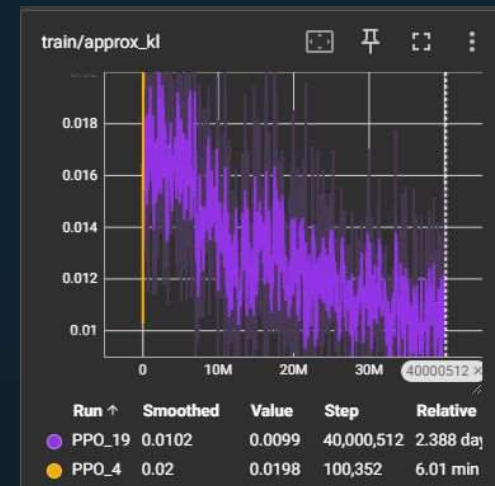 train/approx_kl
0.018
0.016
0.014
0.012
0.01
0 10M 20M 30M 40000512 ×
Run ↑ Smoothed Value Step Relative
PPO_19 0.0102 0.0099 40,000,512 2.388 day
PPO_4 0.02 0.0198 100,352 6.01 min